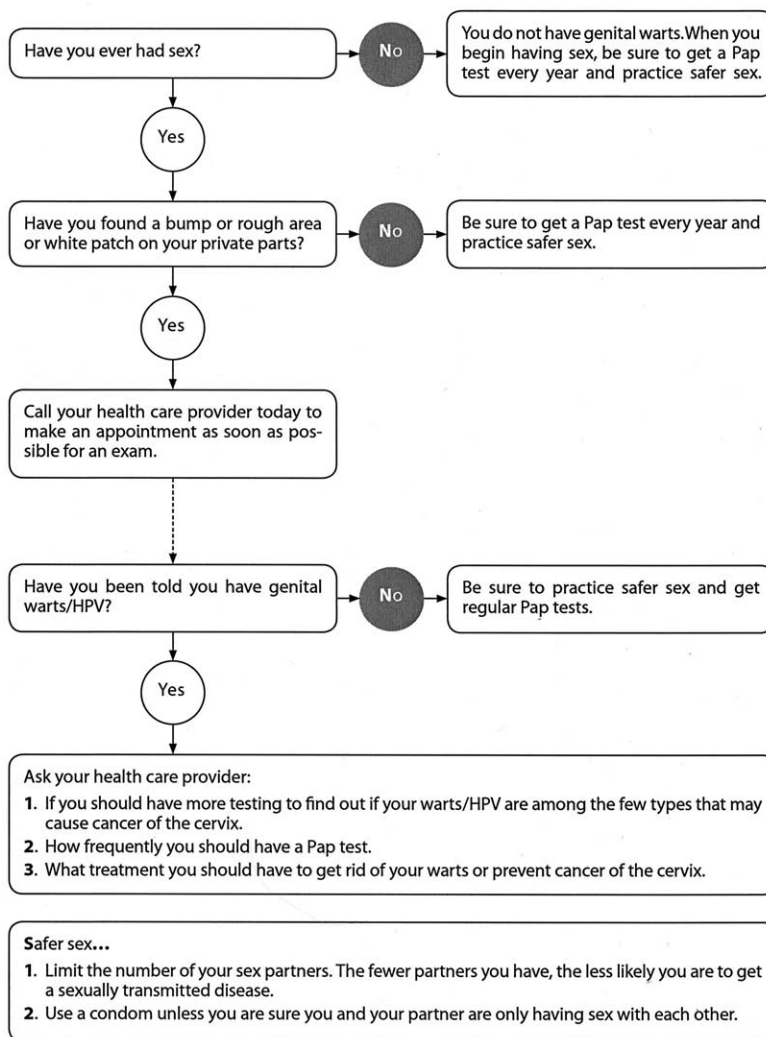 Have you ever had sex?
No
You do not have genital warts. When you
begin having sex, be sure to get a Pap
test every year and practice safer sex.
Yes
Have you found a bump or rough area
or white patch on your private parts?
No
Be sure to get a Pap test every year and
practice safer sex.
Yes
Call your health care provider today to
make an appointment as soon as pos-
sible for an exam.
Have you been told you have genital
warts/HPV?
No
Be sure to practice safer sex and get
regular Pap tests.
Yes
Ask your health care provider:
1. If you should have more testing to find out if your warts/HPV are among the few types that may
cause cancer of the cervix.
2. How frequently you should have a Pap test.
3. What treatment you should have to get rid of your warts or prevent cancer of the cervix.
Safer sex...
1. Limit the number of your sex partners. The fewer partners you have, the less likely you are to get
a sexually transmitted disease.
2. Use a condom unless you are sure you and your partner are only having sex with each other.